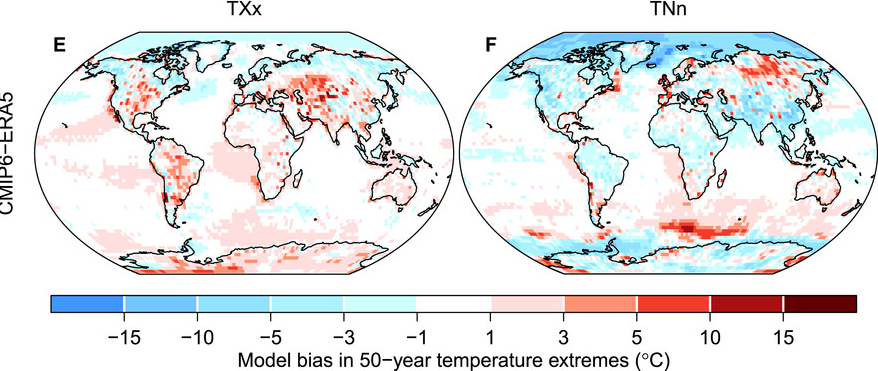 TXx
TNn
E
F
CMIP6−ERA5
−15 −10 −5 −3 −1 1 3 5 10 15
Model bias in 50−year temperature extremes (°C)